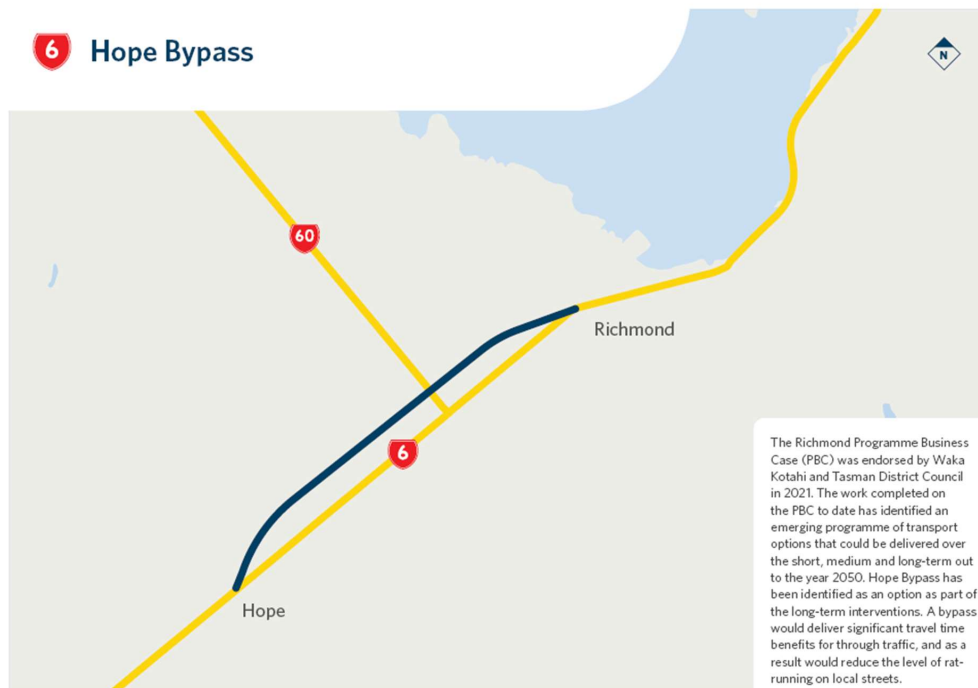 6 Hope Bypass
N
60
Richmond
6
Hope
The Richmond Programme Business
Case (PBC) was endorsed by Waka
Kotahi and Tasman District Council
in 2021. The work completed on
the PBC to date has identified an
emerging programme of transport
options that could be delivered over
the short, medium and long-term out
to the year 2050. Hope Bypass has
been identified as an option as part of
the long-term interventions. A bypass
would deliver significant travel time
benefits for through traffic, and as a
result would reduce the level of rat-
running on local streets.